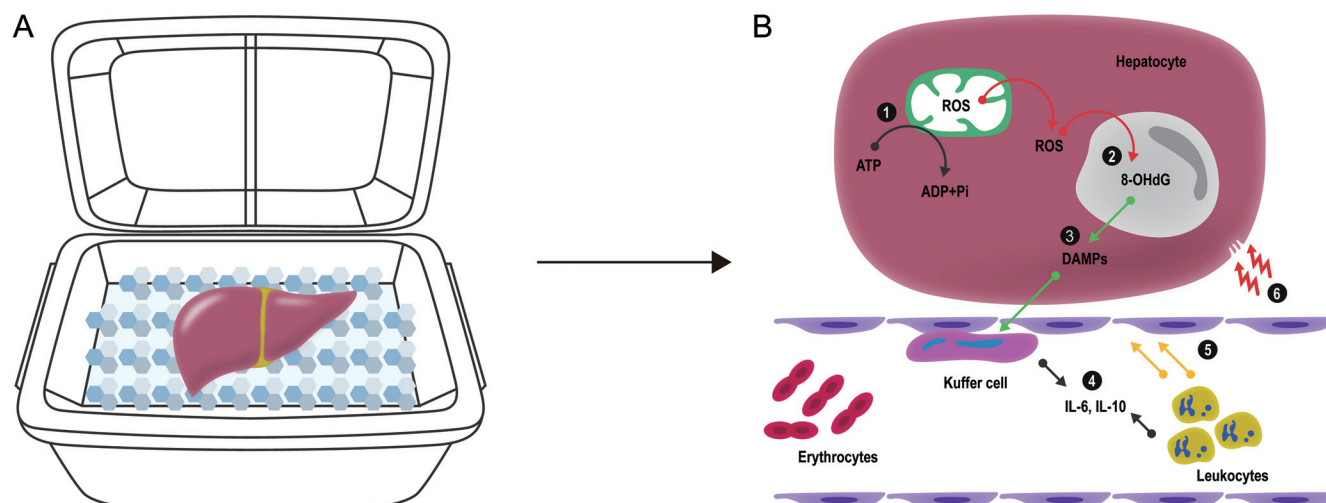 A
B
Hepatocyte
ROS
1
ATP
ADP+Pi
ROS
2
8-OHdG
3
DAMPs
6
5
Kuffer cell
4
IL-6, IL-10
Erythrocytes
Leukocytes